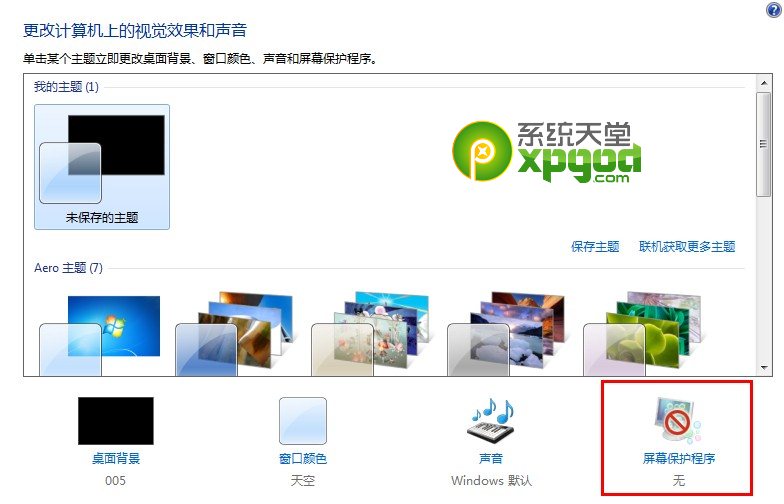 更改计算机上的视觉效果和声音
单击某个主题立即更改桌面背景、窗口颜色、声音和屏幕保护程序。
我的主题 (1)
系统天堂
xpgod
.com
未保存的主题
保存主题 联机获取更多主题
Aero 主题 (7)
桌面背景 窗口颜色 声音 屏幕保护程序
005 天空 Windows 默认 无